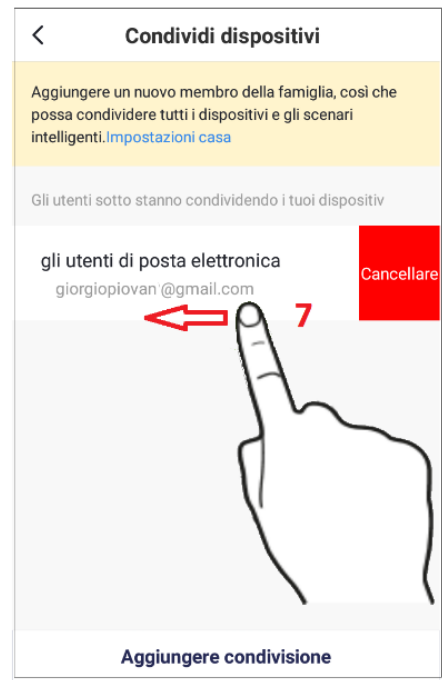 Condividi dispositivi
Aggiungere un nuovo membro della famiglia, così che
possa condividere tutti i dispositivi e gli scenari
intelligenti.Impostazioni casa
Gli utenti sotto stanno condividendo i tuoi dispositiv
gli utenti di posta elettronica
Cancellare
giorgiopiovan @gmail.com
7
Aggiungere condivisione